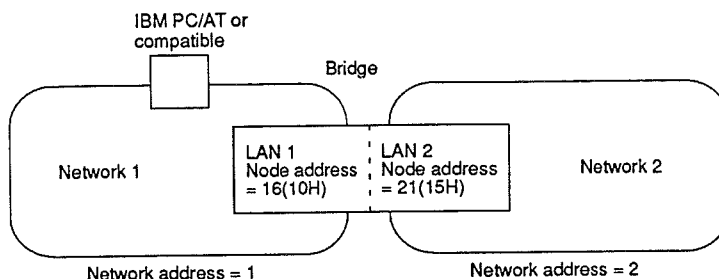 IBM PC/AT or
compatible
Bridge
Network 1
LAN 1
Node address
= 16(10H)
LAN 2
Node address
= 21(15H)
Network 2
Network address = 1
Network address = 2